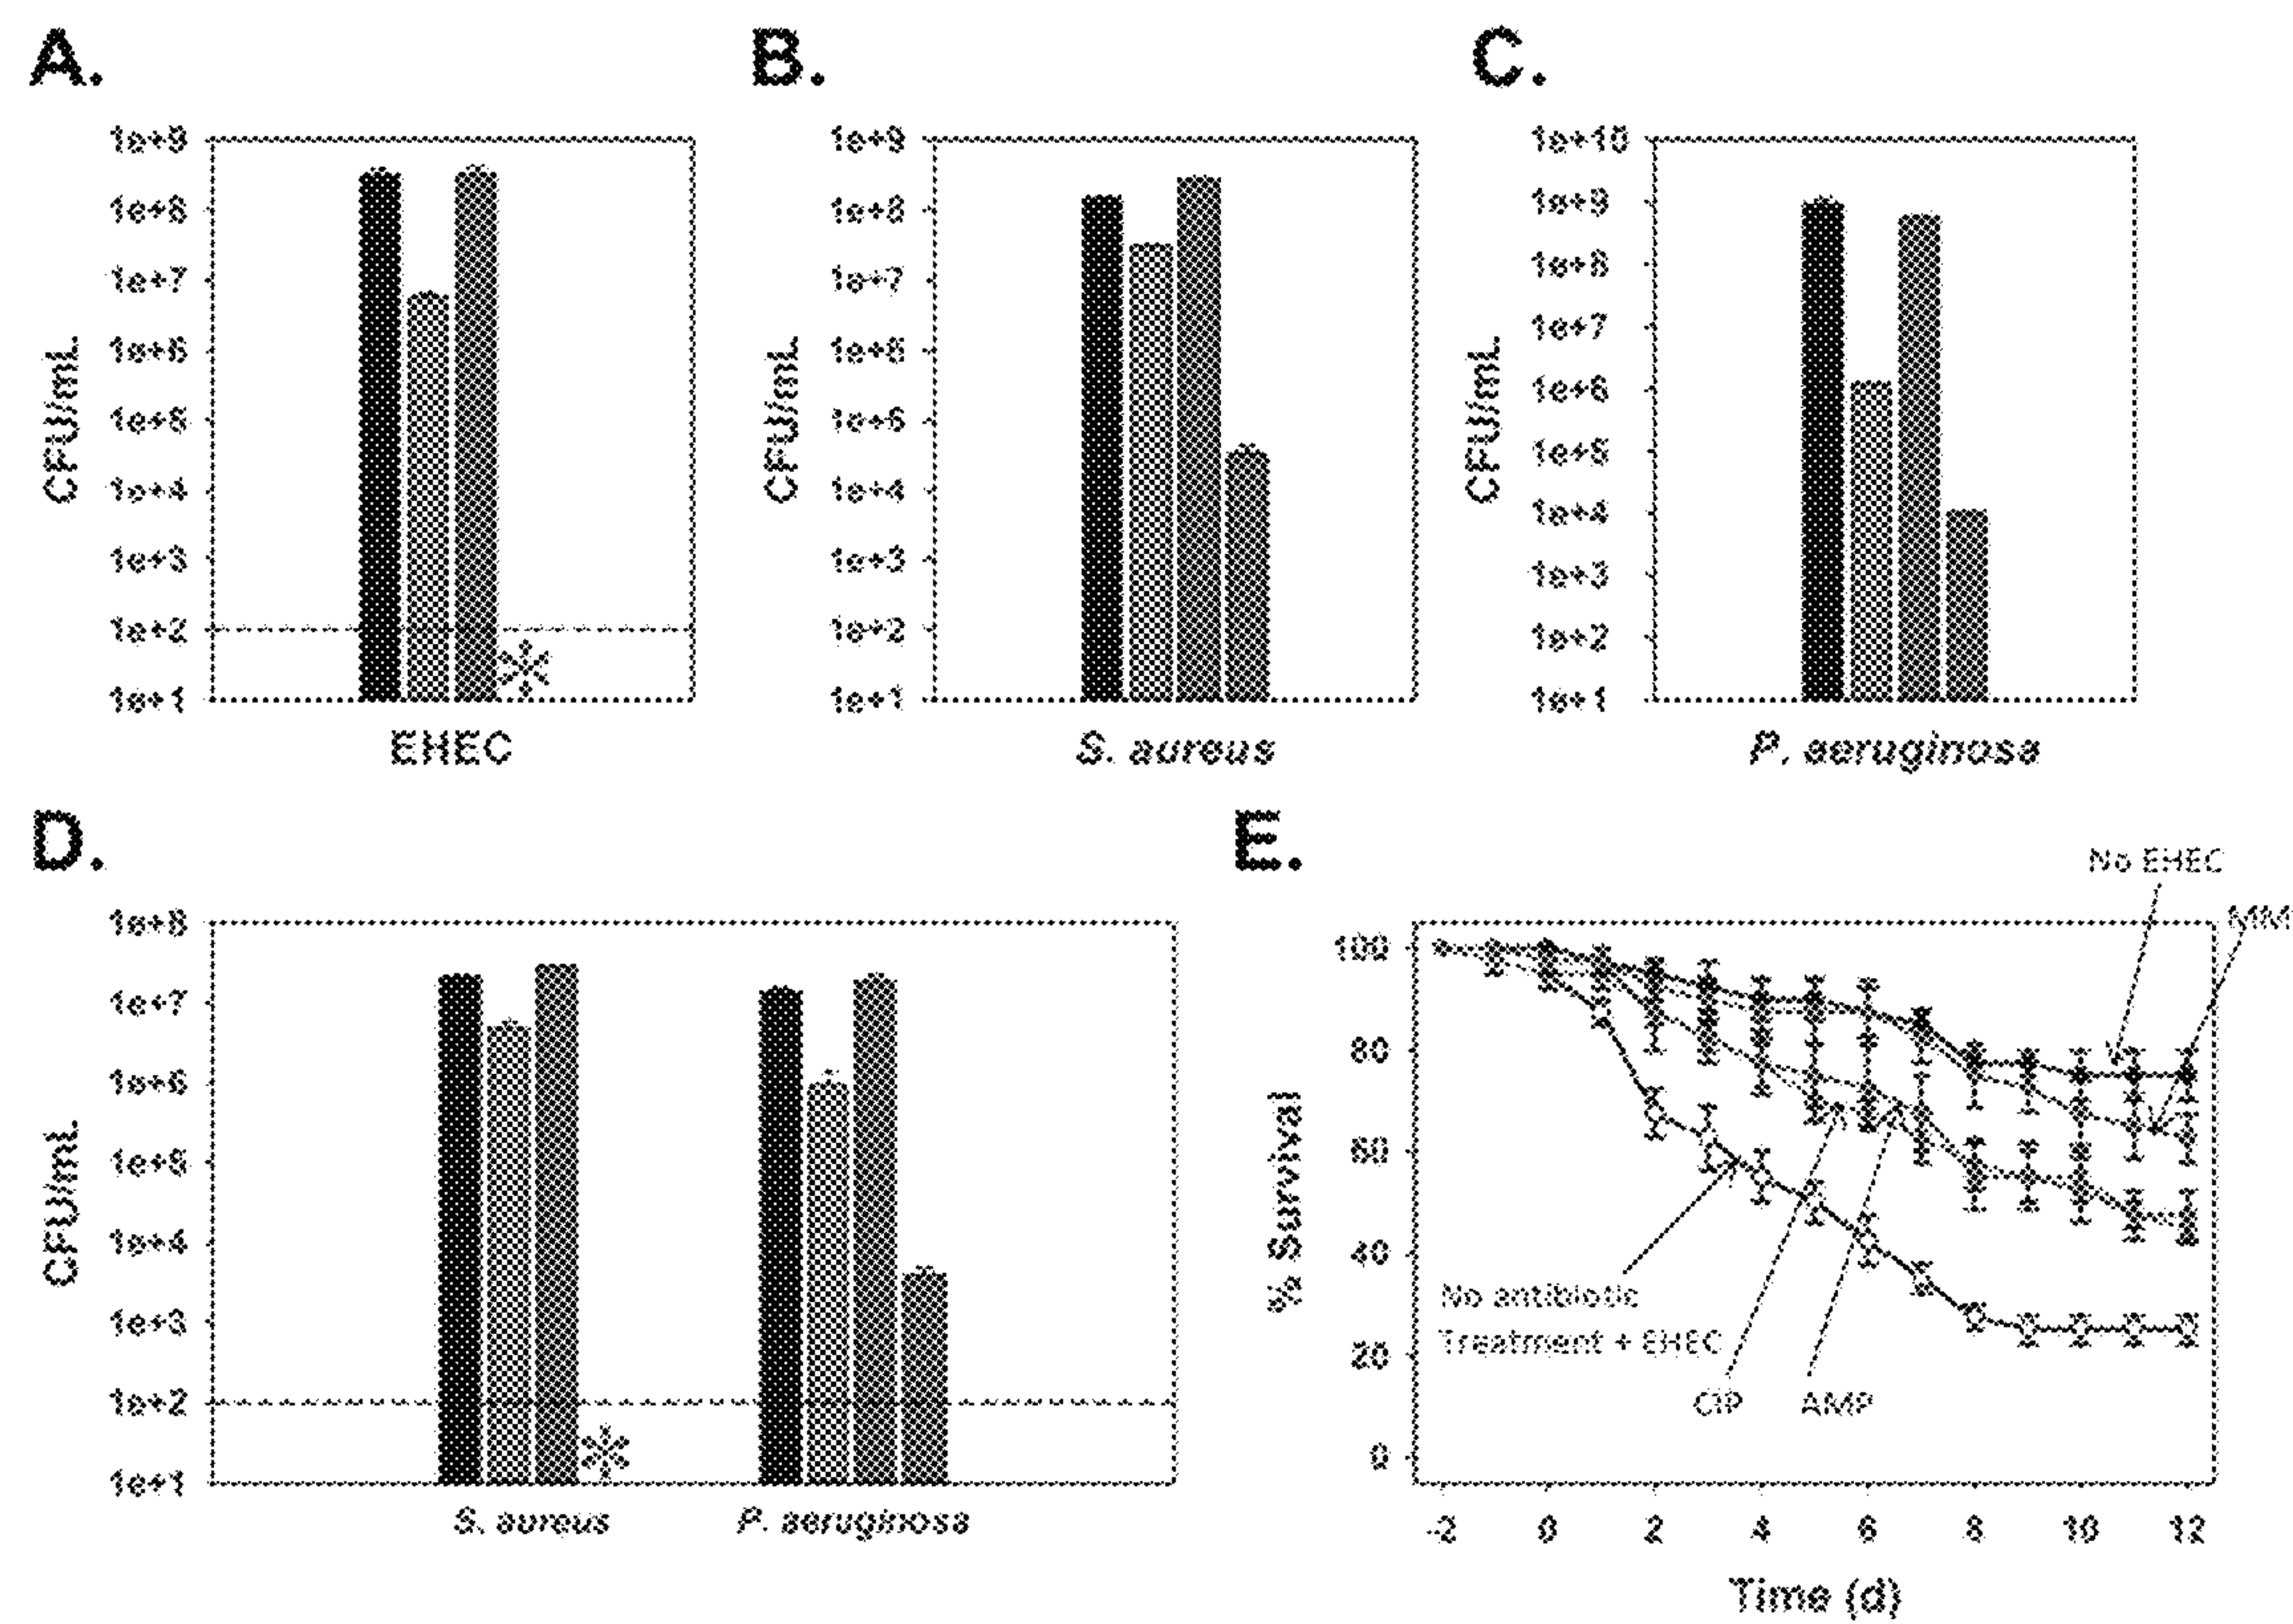 A.
1e+9
1e+8
1e+7
1e+6
1e+5
1e+4
1e+3
1e+2
1e+1
CFU/mL
EHEC
B.
1e+9
1e+8
1e+7
1e+6
1e+5
1e+4
1e+3
1e+2
1e+1
CFU/mL
S. aureus
C.
1e+10
1e+9
1e+8
1e+7
1e+6
1e+5
1e+4
1e+3
1e+2
1e+1
CFU/mL
P. aeruginosa
D.
1e+8
1e+7
1e+6
1e+5
1e+4
1e+3
1e+2
1e+1
CFU/mL
S. aureus
P. aeruginosa
E.
No EHEC
MM
100
80
60
40
20
0
% Survival
No antibiotic
Treatment + EHEC
CIP
AMP
-2 0 2 4 6 8 10 12
Time (d)